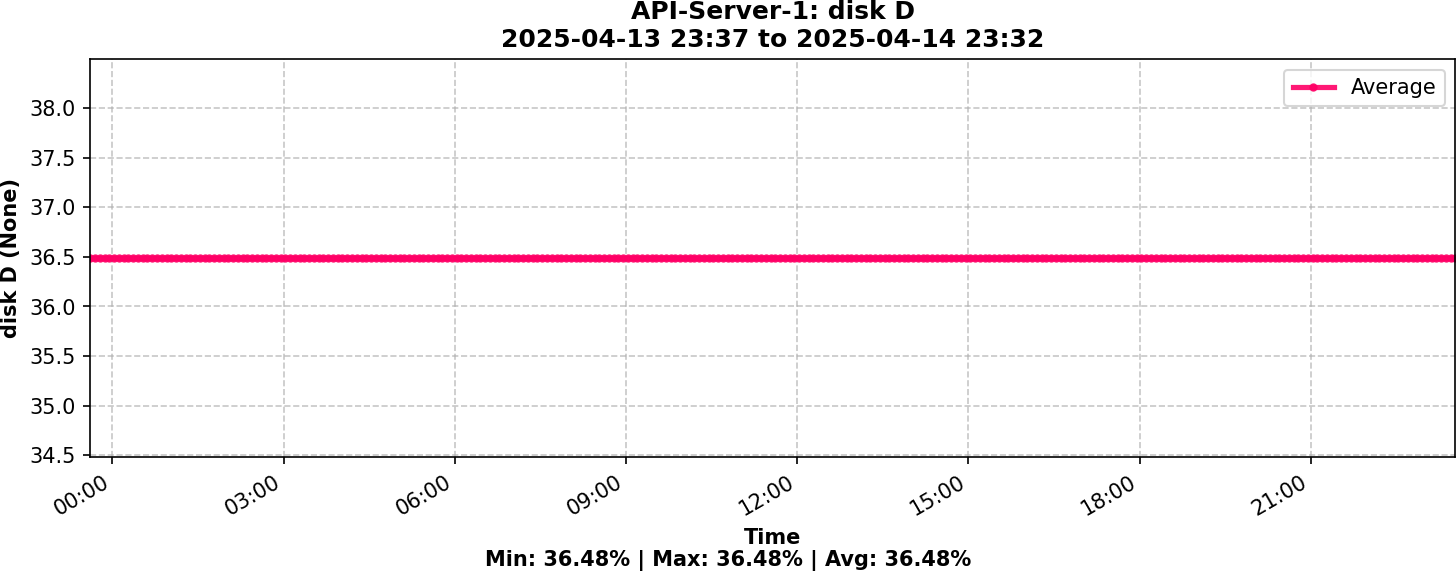 API-Server-1: disk D
2025-04-13 23:37 to 2025-04-14 23:32
Average
38.0
37.5
37.0
36.5
36.0
35.5
35.0
34.5
disk D (None)
00:00 03:00 06:00 09:00 12:00 15:00 18:00 21:00
Time
Min: 36.48% | Max: 36.48% | Avg: 36.48%